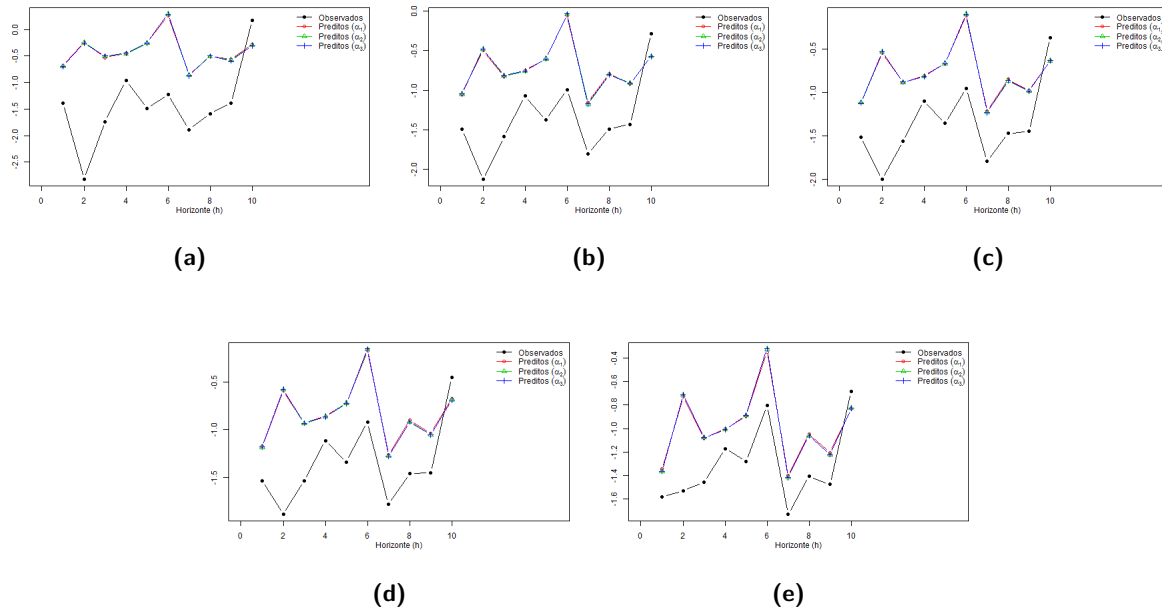 0.0
-0.5
-1.0
-1.5
-2.0
-2.5
0 2 4 6 8 10
Horizonte (h)
Observados
Preditos (α1)
Preditos (α2)
Preditos (α3)
(a)
0.0
-0.5
-1.0
-1.5
-2.0
0 2 4 6 8 10
Horizonte (h)
Observados
Preditos (α1)
Preditos (α2)
Preditos (α3)
(b)
-0.5
-1.0
-1.5
-2.0
0 2 4 6 8 10
Horizonte (h)
Observados
Preditos (α1)
Preditos (α2)
Preditos (α3)
(c)
-0.5
-1.0
-1.5
0 2 4 6 8 10
Horizonte (h)
Observados
Preditos (α1)
Preditos (α2)
Preditos (α3)
(d)
-0.4
-0.6
-0.8
-1.0
-1.2
-1.4
-1.6
0 2 4 6 8 10
Horizonte (h)
Observados
Preditos (α1)
Preditos (α2)
Preditos (α3)
(e)